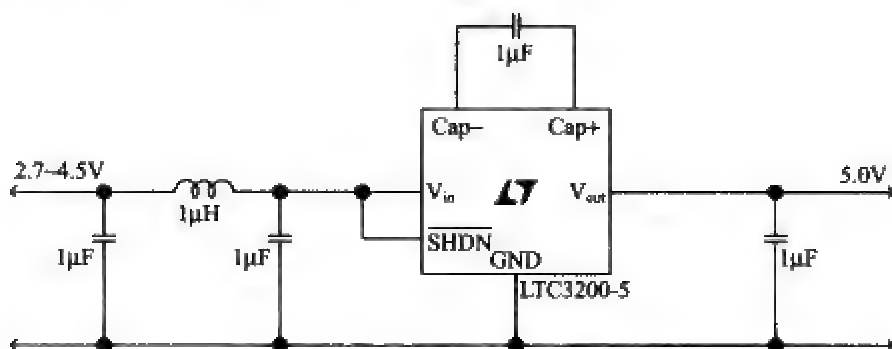 1μF
Cap− Cap+
2.7–4.5V
5.0V
1μH
V_in
V_out
1μF
1μF
SHDN
GND
1μF
LTC3200-5